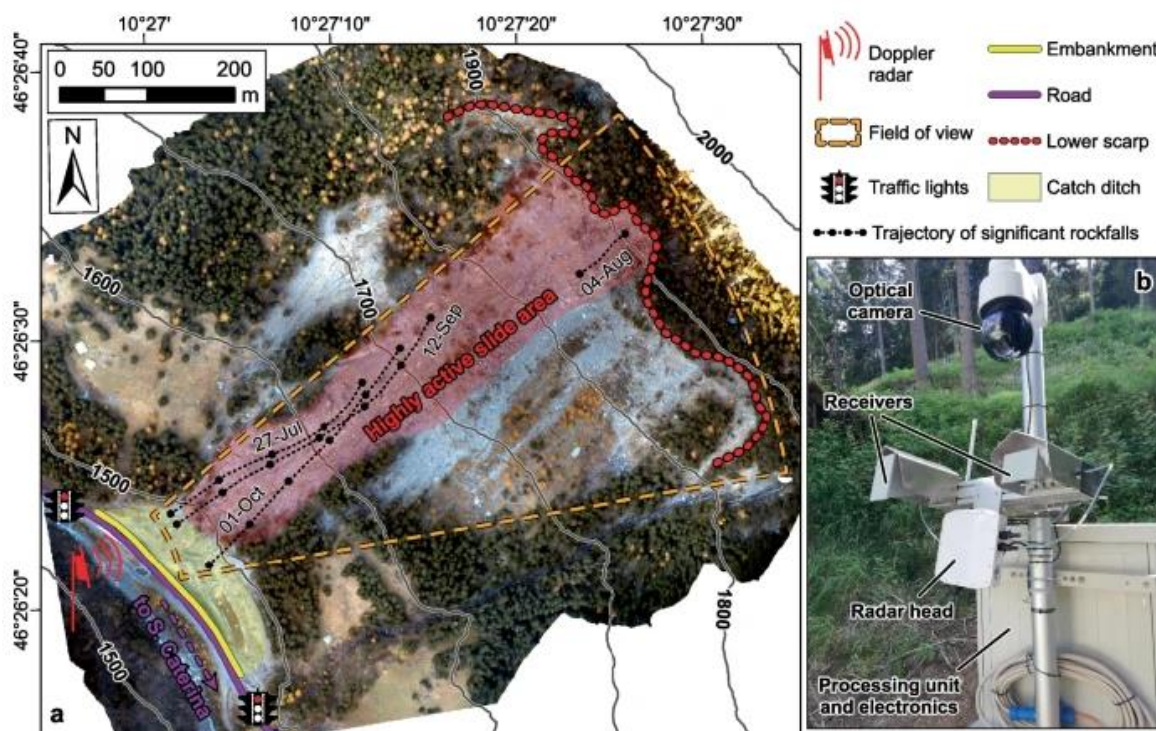 10°27'
10°27'10"
10°27'20"
10°27'30"
46°26'40"
46°26'30"
46°26'20"
0
50
100
200
m
N
1900
2000
1600
1700
1500
1500
1800
04-Aug
12-Sep
27-Jul
01-Oct
Highly active slide area
to S. Caterina
a
Doppler
radar
Field of view
Traffic lights
Trajectory of significant rockfalls
Embankment
Road
Lower scarp
Catch ditch
b
Optical
camera
Receivers
Radar head
Processing unit
and electronics